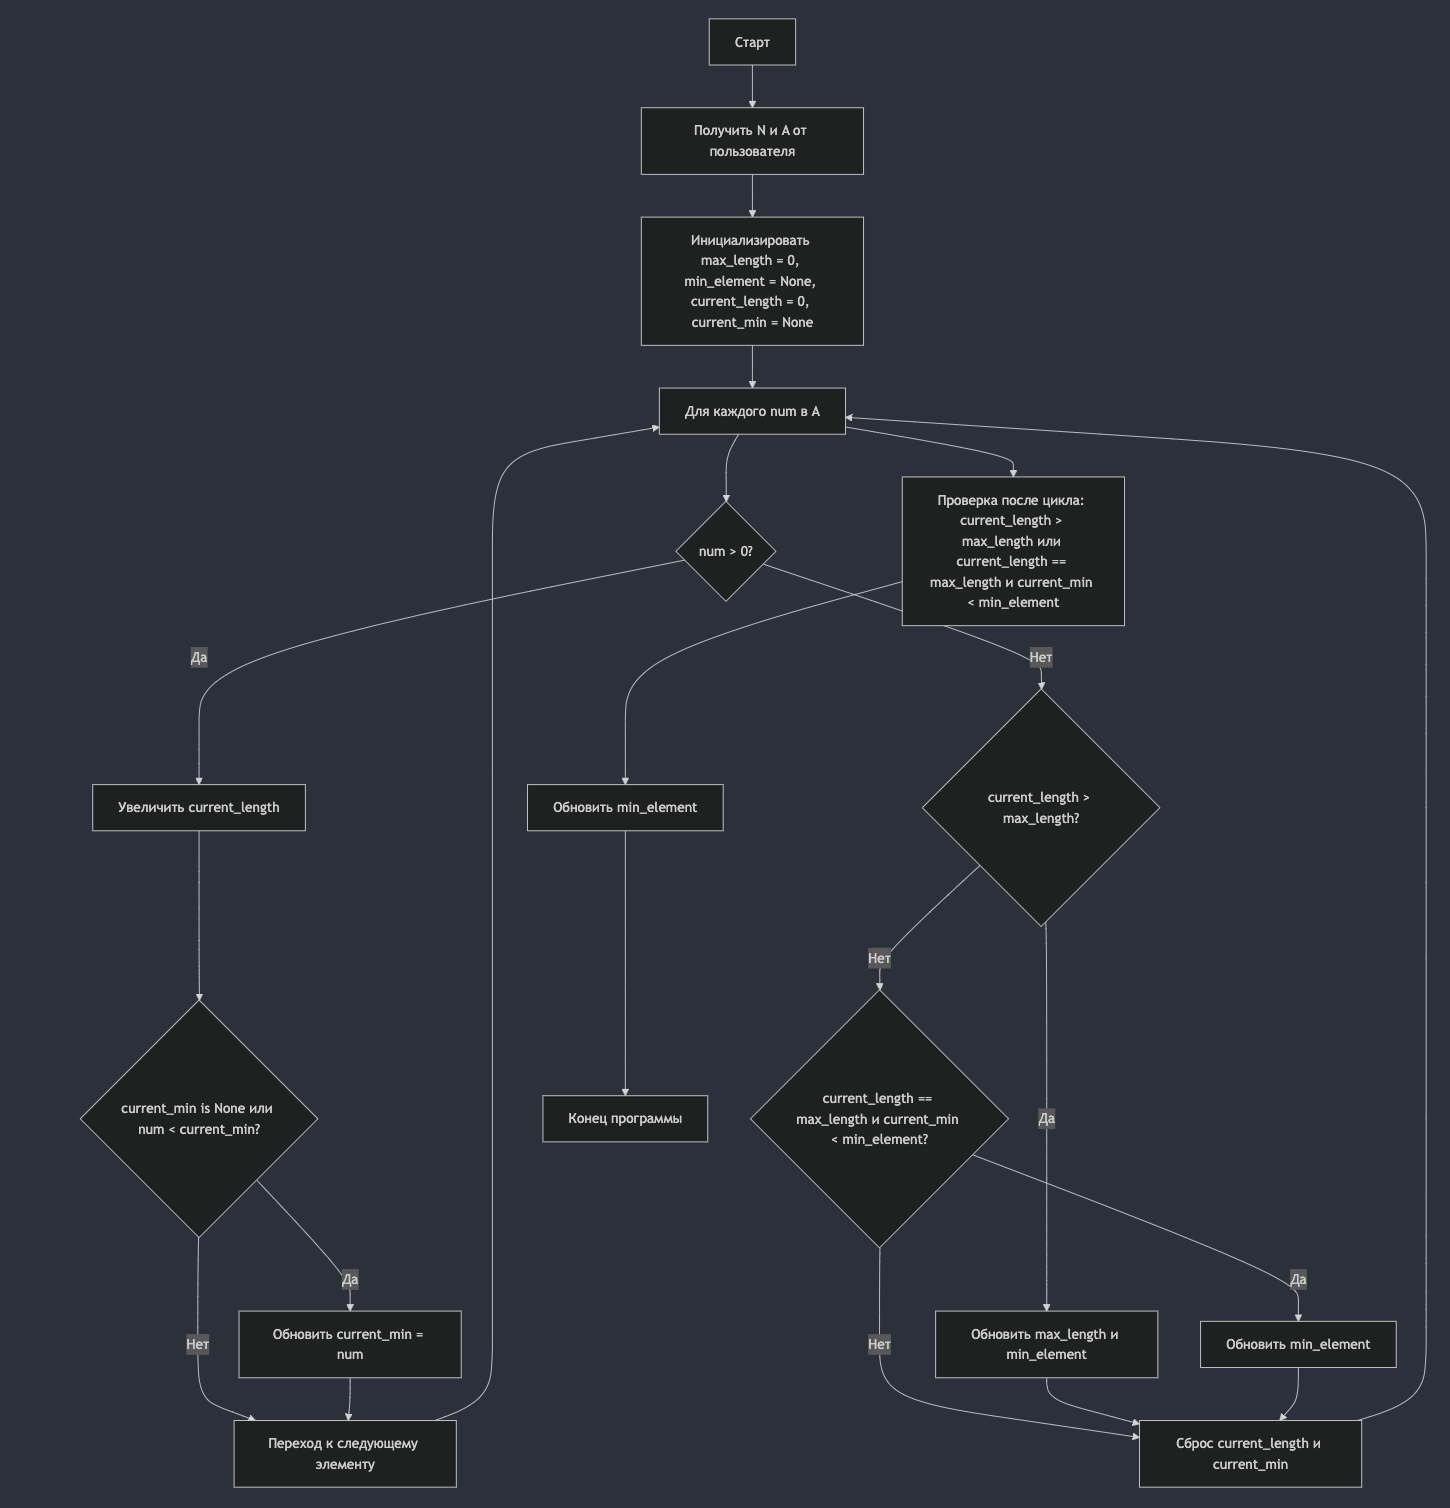 Старт
Получить N и A от
пользователя
Инициализировать
max_length = 0,
min_element = None,
current_length = 0,
current_min = None
Для каждого num в A
num > 0?
Проверка после цикла:
current_length >
max_length или
current_length ==
max_length и current_min
< min_element
Да
Нет
Увеличить current_length
Обновить min_element
current_length >
max_length?
Нет
current_min is None или
num < current_min?
Конец программы
current_length ==
max_length и current_min
< min_element?
Да
Да
Да
Нет
Обновить current_min =
num
Нет
Обновить max_length и
min_element
Обновить min_element
Переход к следующему
элементу
Сброс current_length и
current_min